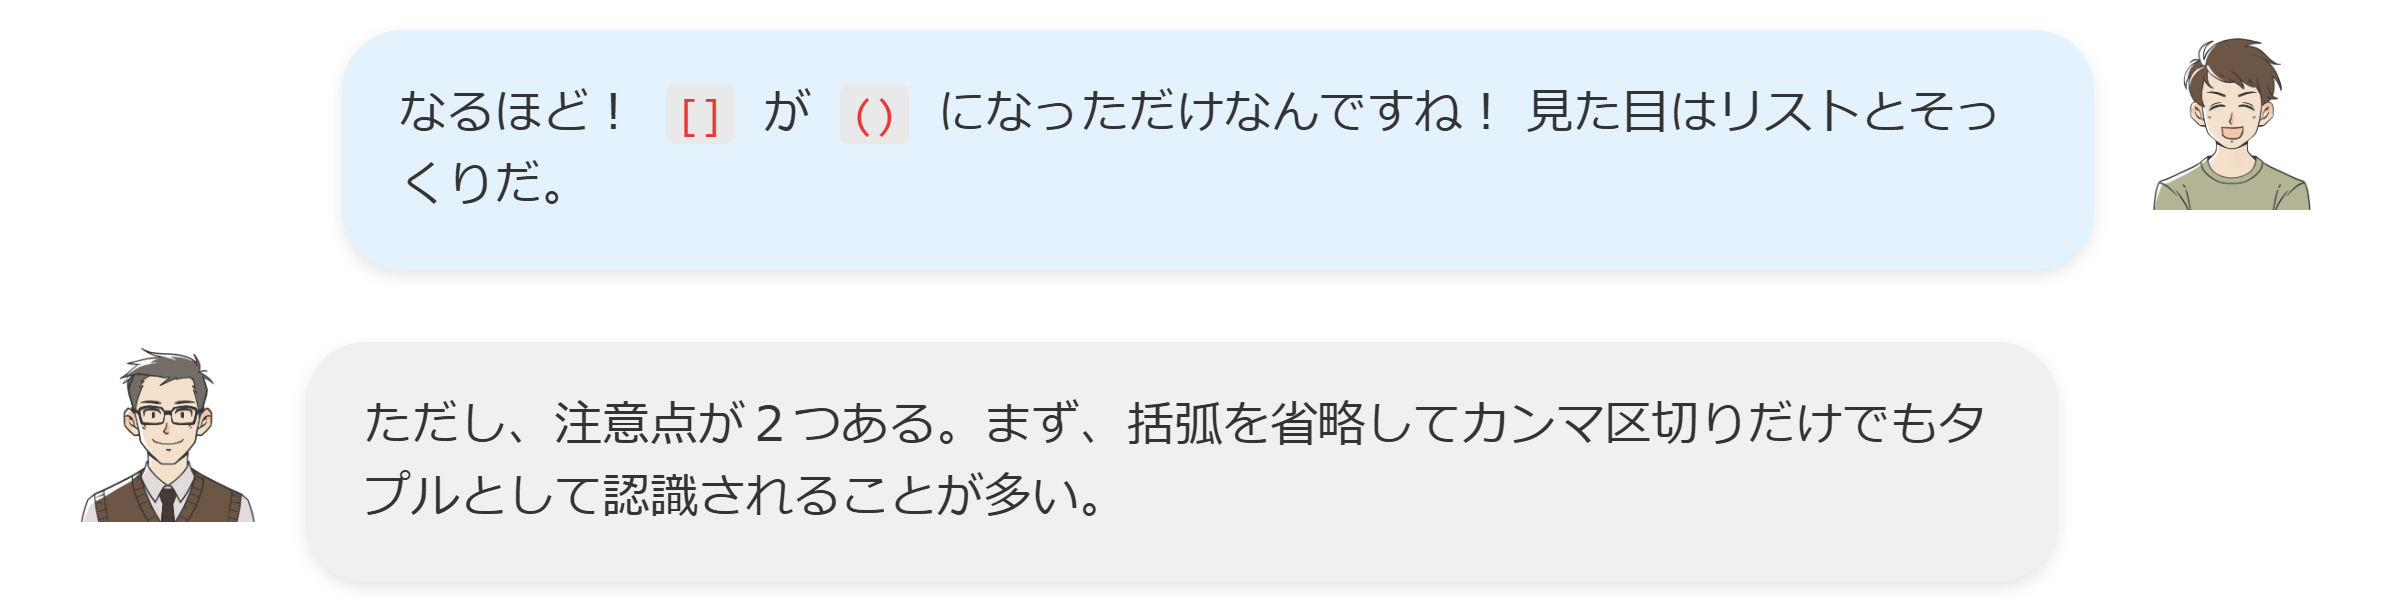 なるほど！ [] が () になっただけなんですね！ 見た目はリストとそっ
くりだ。
ただし、注意点が２つある。まず、括弧を省略してカンマ区切りだけでもタ
プルとして認識されることが多い。